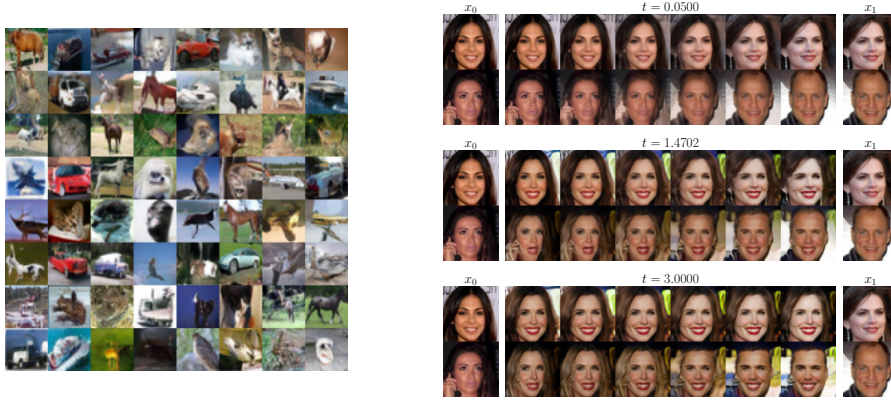 x₀ t = 0.0500 x₁
x₀ t = 1.4702 x₁
x₀ t = 3.0000 x₁